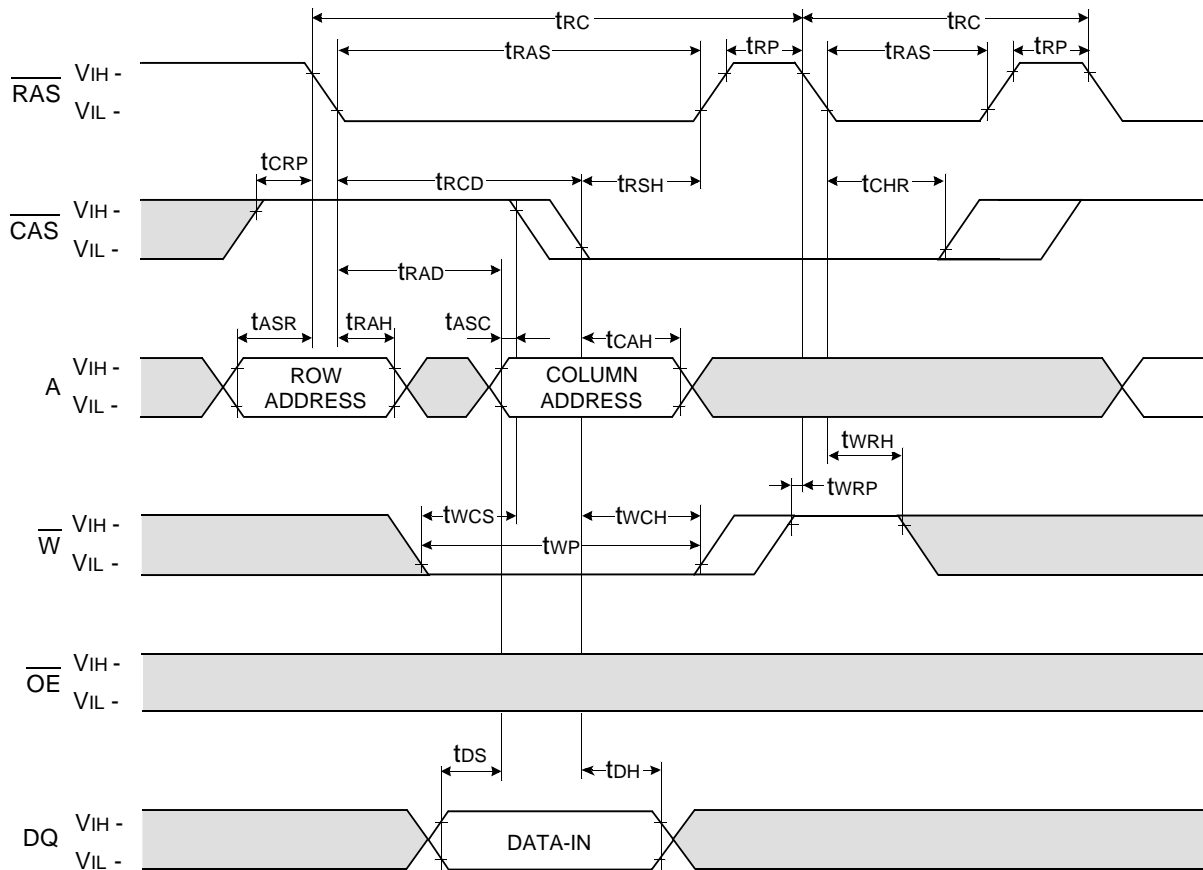 tRC tRC
tRAS tRP tRAS tRP
RAS VIH -
VIL -
tCRP tRCD tRSH tCHR
CAS VIH -
VIL -
tRAD
tASR tRAH tASC tCAH
A VIH -
VIL -
ROW ADDRESS
COLUMN ADDRESS
tWRH
tWRP
W VIH -
VIL -
tWCS tWCH
tWP
OE VIH -
VIL -
tDS tDH
DQ VIH -
VIL -
DATA-IN